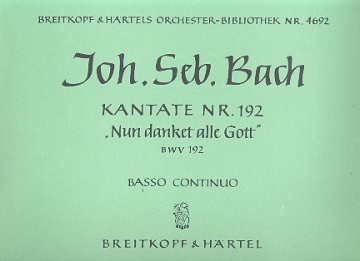 BREITKOPF & HÄRTELS ORCHESTER-BIBLIOTHEK NR. 4692
Joh. Seb. Bach
KANTATE NR. 192
„Nun danket alle Gott“
BWV 192
BASSO CONTINUO
BREITKOPF & HÄRTEL